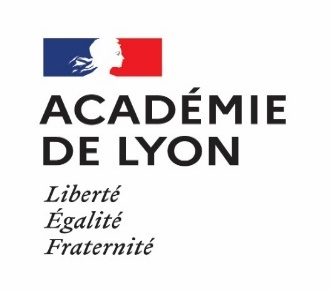 ACADÉMIE
DE LYON
Liberté
Égalité
Fraternité